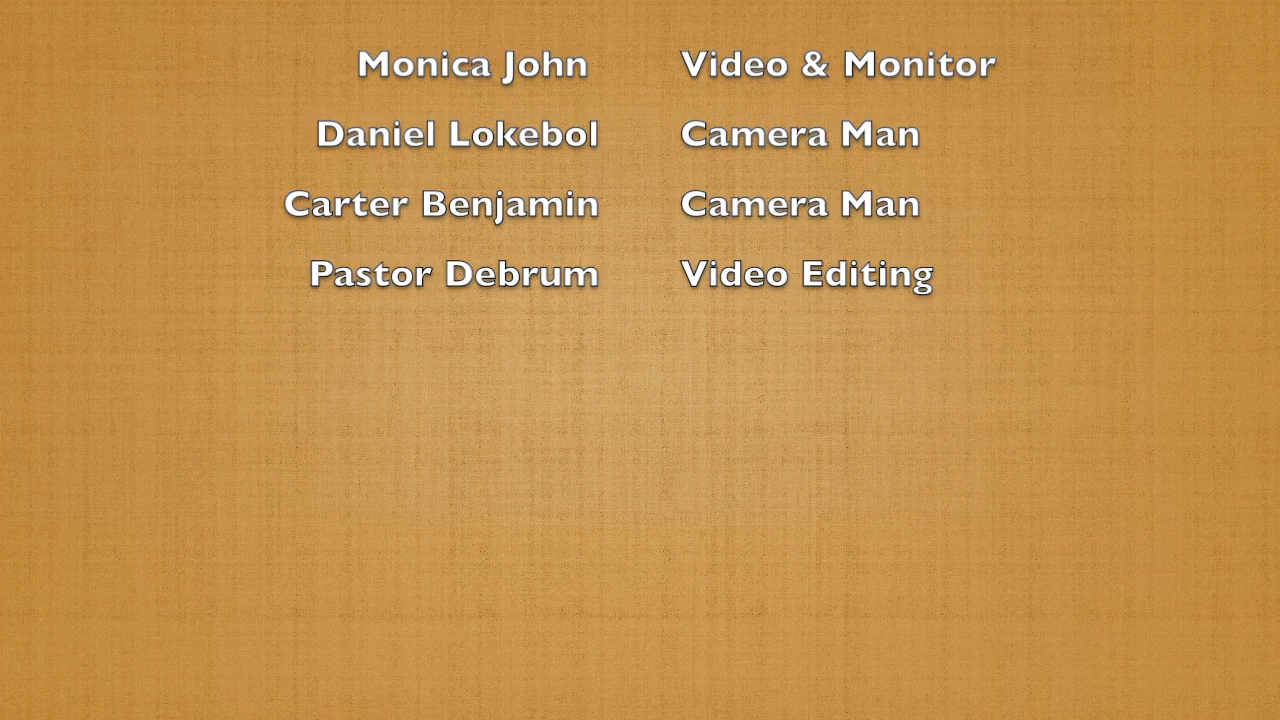 Monica John Video & Monitor
Daniel Lokebol Camera Man
Carter Benjamin Camera Man
Pastor Debrum Video Editing